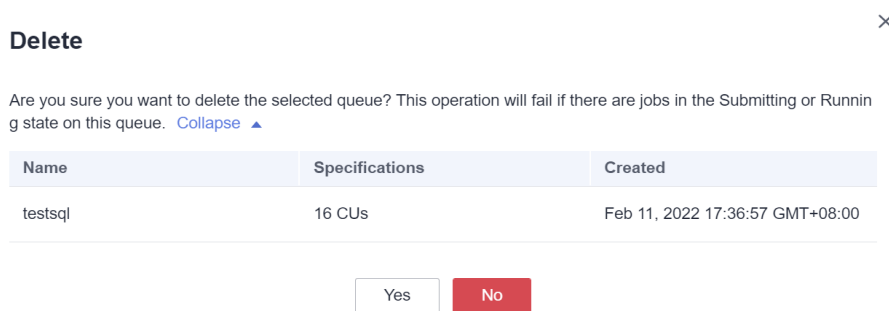 Delete
Are you sure you want to delete the selected queue? This operation will fail if there are jobs in the Submitting or Runnin
g state on this queue. Collapse
Name Specifications Created
testsql 16 CUs Feb 11, 2022 17:36:57 GMT+08:00
Yes No